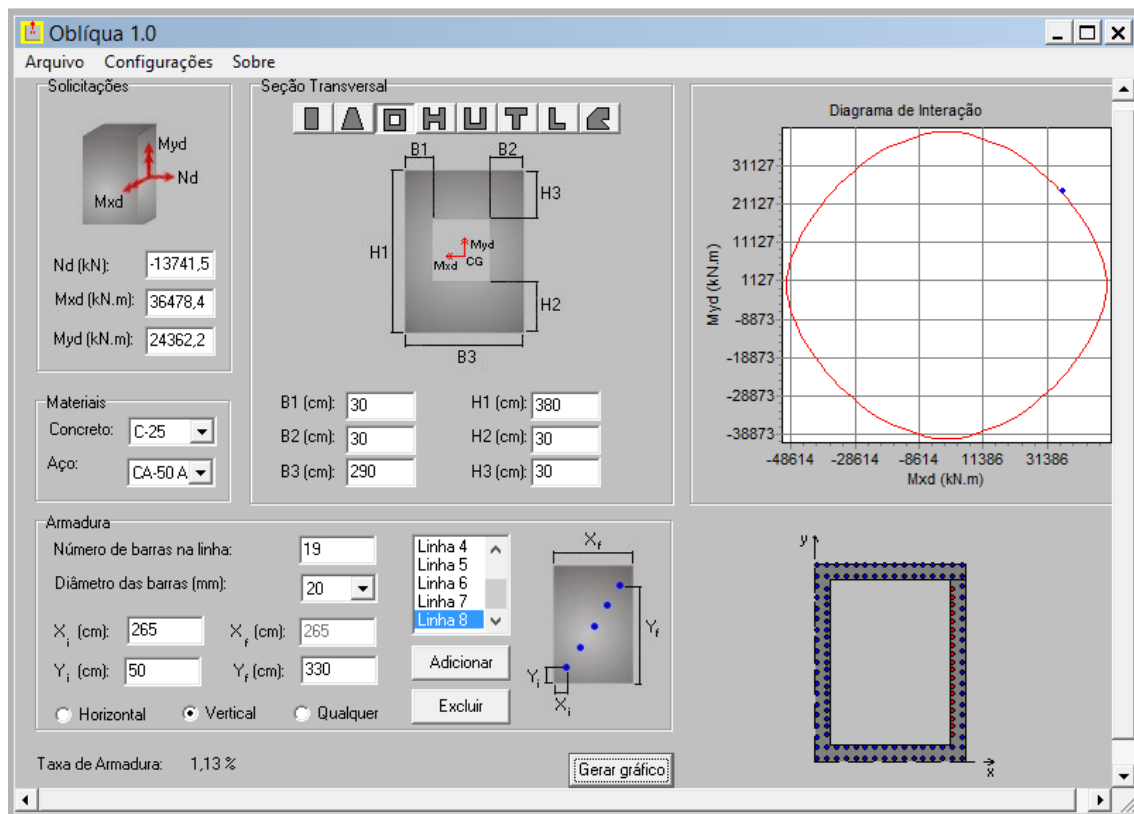 Oblíqua 1.0
Arquivo Configurações Sobre
Solicitações
Myd
Nd
Mxd
Nd (kN): -13741,5
Mxd (kN.m): 36478,4
Myd (kN.m): 24362,2
Materiais
Concreto: C-25
Aço: CA-50 A
Seção Transversal
B1 B2
H3
H1
Myd
Mxd CG
H2
B3
B1 (cm): 30 H1 (cm): 380
B2 (cm): 30 H2 (cm): 30
B3 (cm): 290 H3 (cm): 30
Diagrama de Interação
31127
21127
11127
1127
-8873
-18873
-28873
-38873
Myd (kN.m)
-48614 -28614 -8614 11386 31386
Mxd (kN.m)
Armadura
Número de barras na linha: 19
Diâmetro das barras (mm): 20
Xi (cm): 265 Xf (cm): 265
Yi (cm): 50 Yf (cm): 330
Horizontal Vertical Qualquer
Linha 4
Linha 5
Linha 6
Linha 7
Linha 8
Adicionar
Excluir
Xf
Yf
Yi
Xi
y
x
Taxa de Armadura: 1,13 %
Gerar gráfico